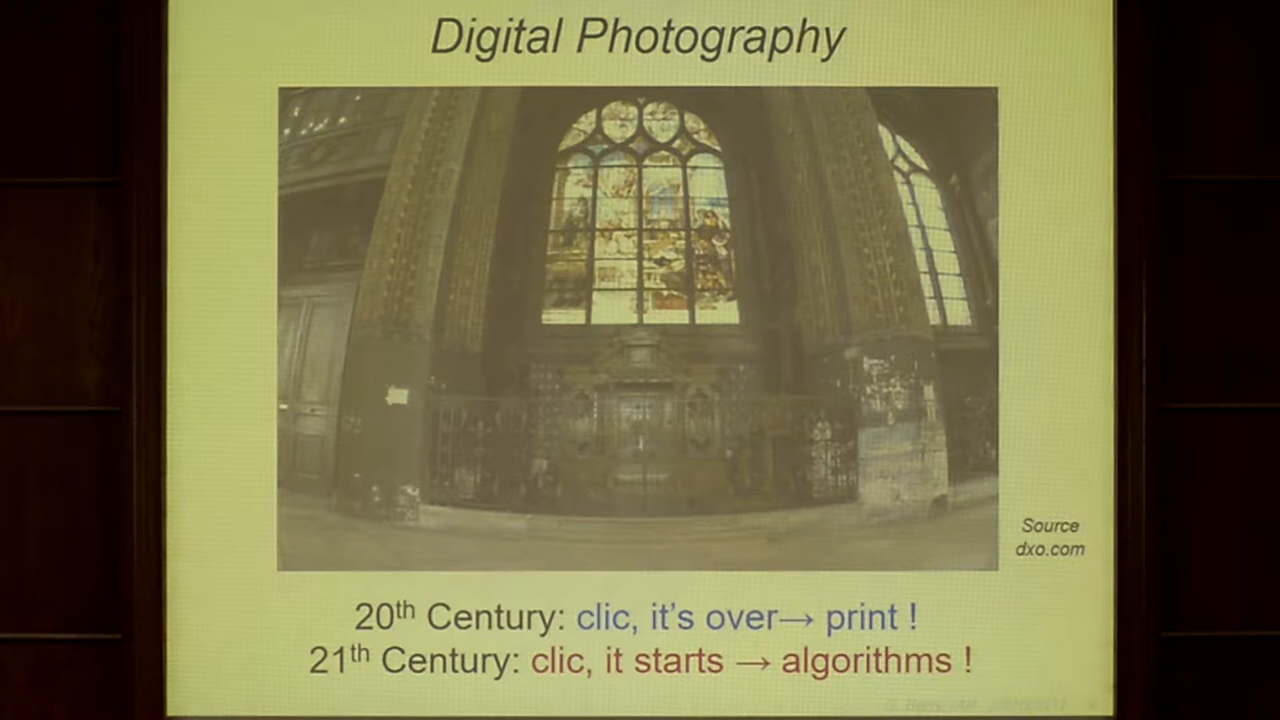 Digital Photography
Source
dxo.com
20th Century: clic, it's over→ print !
21th Century: clic, it starts → algorithms !